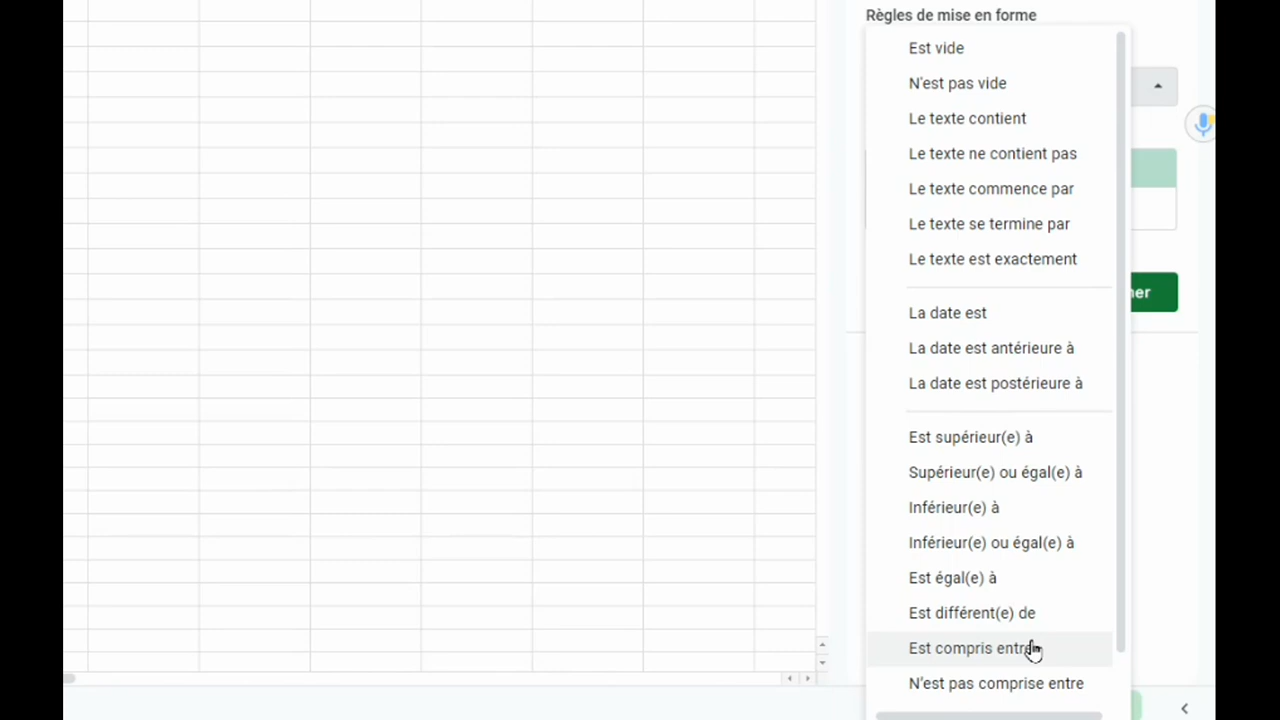 Règles de mise en forme
Est vide
N'est pas vide
Le texte contient
Le texte ne contient pas
Le texte commence par
Le texte se termine par
Le texte est exactement
La date est
La date est antérieure à
La date est postérieure à
Est supérieur(e) à
Supérieur(e) ou égal(e) à
Inférieur(e) à
Inférieur(e) ou égal(e) à
Est égal(e) à
Est différent(e) de
Est compris entre
N'est pas comprise entre